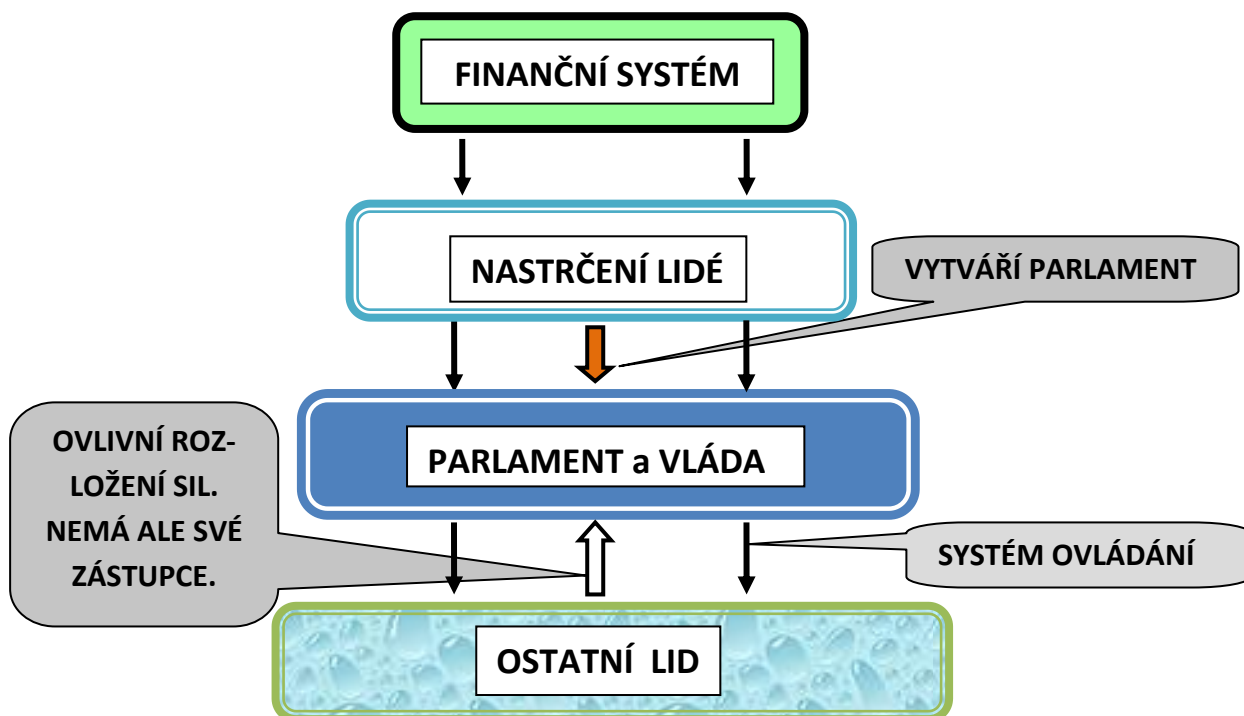 FINANČNÍ SYSTÉM
NASTRČENÍ LIDÉ
VYTVÁŘÍ PARLAMENT
OVLIVNÍ ROZ-
LOŽENÍ SIL.
NEMÁ ALE SVÉ
ZÁSTUPCE.
PARLAMENT a VLÁDA
SYSTÉM OVLÁDÁNÍ
OSTATNÍ LID